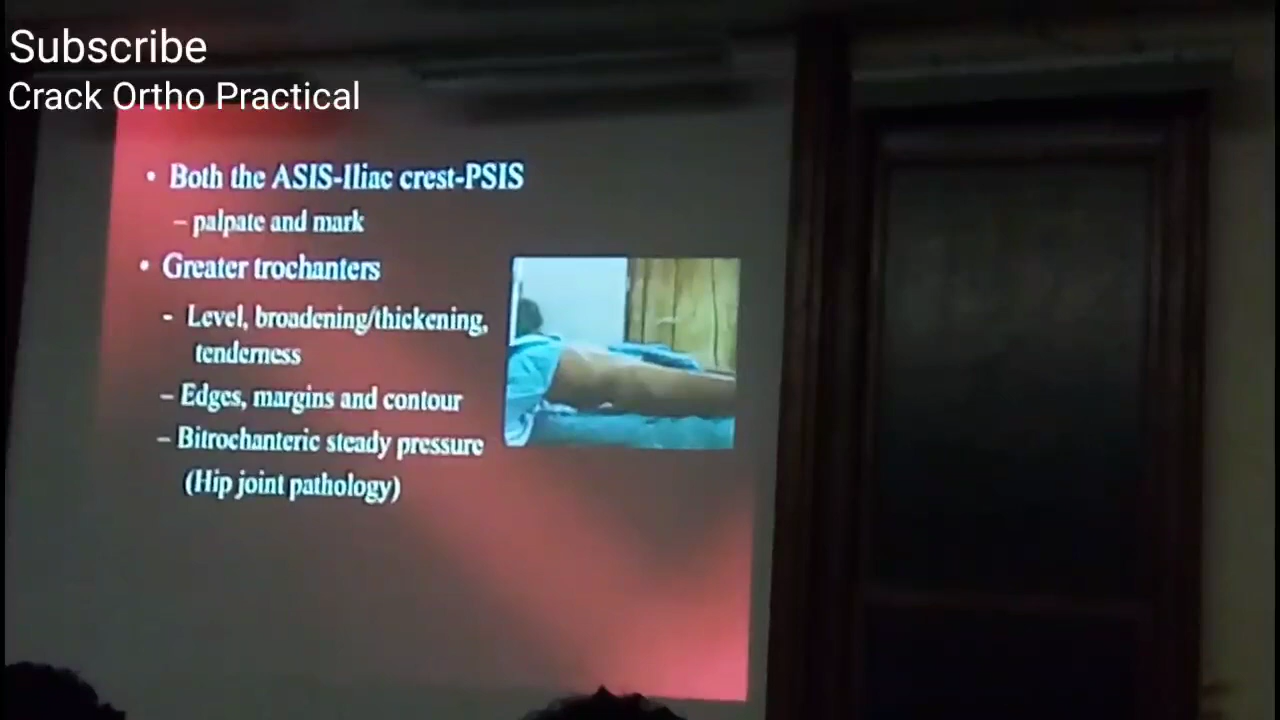 Subscribe
Crack Ortho Practical
• Both the ASIS-Iliac crest-PSIS
– palpate and mark
• Greater trochanters
- Level, broadening/thickening,
tenderness
– Edges, margins and contour
– Bitrochanteric steady pressure
(Hip joint pathology)